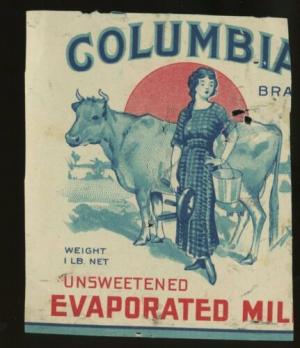 COLUMBIA
BRA
WEIGHT
1 LB. NET
UNSWEETENED
EVAPORATED MIL